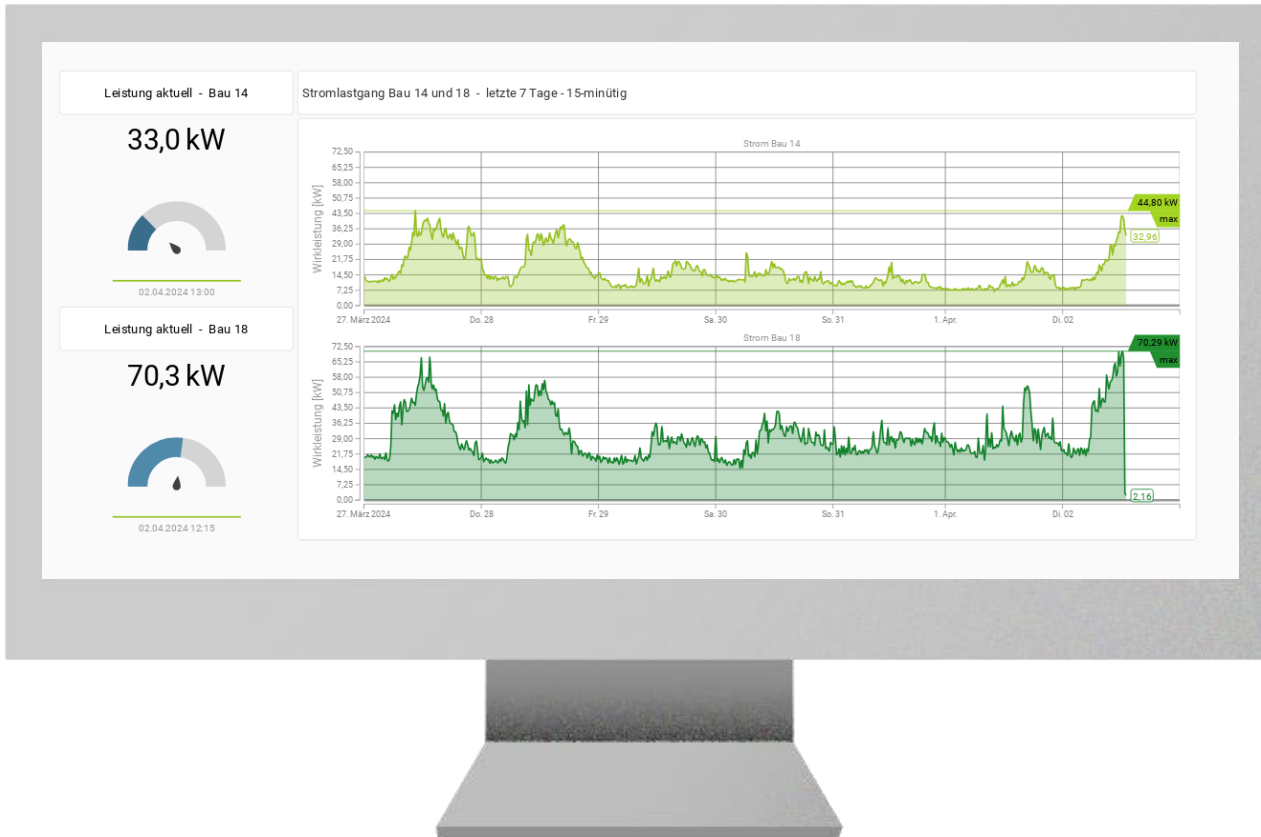 Leistung aktuell - Bau 14
33,0 kW
02.04.2024 13:00
Leistung aktuell - Bau 18
70,3 kW
02.04.2024 12:15
Stromlastgang Bau 14 und 18 - letzte 7 Tage - 15-minütig
Strom Bau 14
Wirkleistung [kW]
72,50
65,25
58,00
50,75
43,50
36,25
29,00
21,75
14,50
7,25
0,00
44,80 kW
max
32,96
27. März 2024 Do. 28 Fr. 29 Sa. 30 So. 31 1. Apr. Di. 02
Strom Bau 18
Wirkleistung [kW]
72,50
65,25
58,00
50,75
43,50
36,25
29,00
21,75
14,50
7,25
0,00
70,29 kW
max
2,16
27. März 2024 Do. 28 Fr. 29 Sa. 30 So. 31 1. Apr. Di. 02